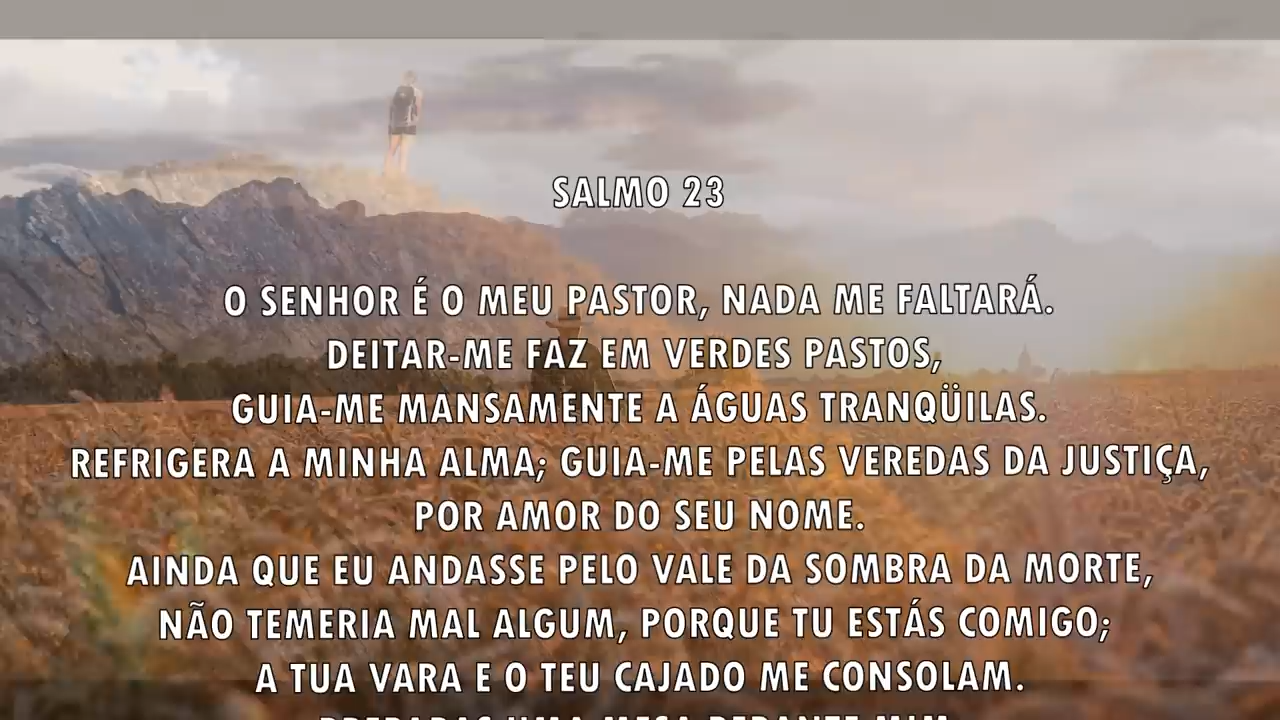 SALMO 23
O SENHOR É O MEU PASTOR, NADA ME FALTARÁ.
DEITAR-ME FAZ EM VERDES PASTOS,
GUIA-ME MANSAMENTE A ÁGUAS TRANQÜILAS.
REFRIGERA A MINHA ALMA; GUIA-ME PELAS VEREDAS DA JUSTIÇA,
POR AMOR DO SEU NOME.
AINDA QUE EU ANDASSE PELO VALE DA SOMBRA DA MORTE,
NÃO TEMERIA MAL ALGUM, PORQUE TU ESTÁS COMIGO;
A TUA VARA E O TEU CAJADO ME CONSOLAM.